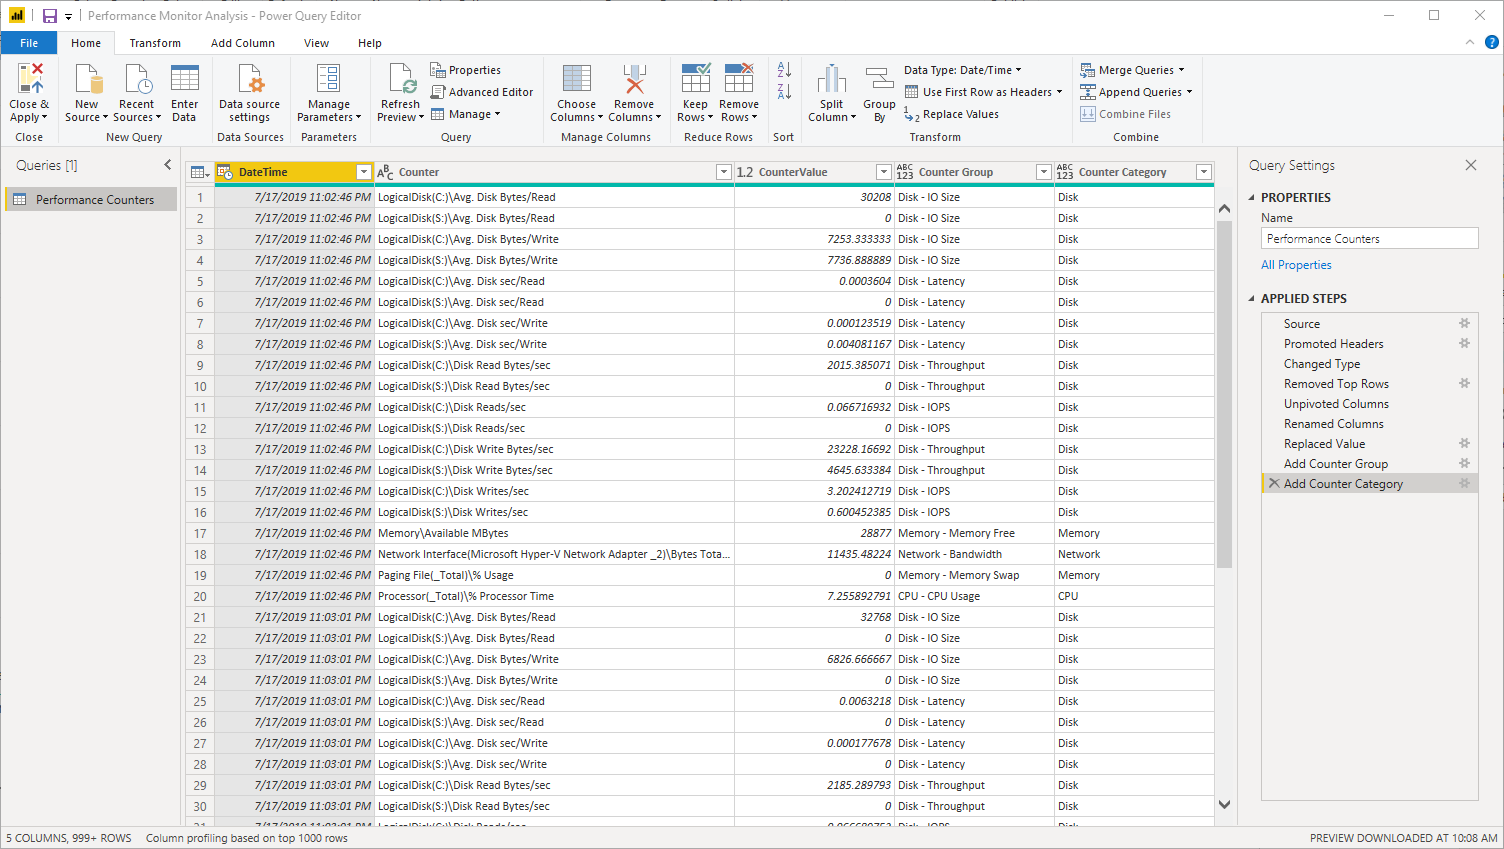 Performance Monitor Analysis - Power Query Editor
File Home Transform Add Column View Help
Close & Apply
New Source
Recent Sources
Enter Data
Data source settings
Manage Parameters
Refresh Preview
Properties
Advanced Editor
Manage
Choose Columns
Remove Columns
Keep Rows
Remove Rows
Split Column
Group By
Data Type: Date/Time
Use First Row as Headers
Replace Values
Merge Queries
Append Queries
Combine Files
Close New Query Data Sources Parameters Query Manage Columns Reduce Rows Sort Transform Combine
Queries [1]
Performance Counters
DateTime ABC Counter 1.2 CounterValue ABC 123 Counter Group ABC 123 Counter Category
1 7/17/2019 11:02:46 PM LogicalDisk(C:)\Avg. Disk Bytes/Read 30208 Disk - IO Size Disk
2 7/17/2019 11:02:46 PM LogicalDisk(S:)\Avg. Disk Bytes/Read 0 Disk - IO Size Disk
3 7/17/2019 11:02:46 PM LogicalDisk(C:)\Avg. Disk Bytes/Write 7253.333333 Disk - IO Size Disk
4 7/17/2019 11:02:46 PM LogicalDisk(S:)\Avg. Disk Bytes/Write 7736.888889 Disk - IO Size Disk
5 7/17/2019 11:02:46 PM LogicalDisk(C:)\Avg. Disk sec/Read 0.0003604 Disk - Latency Disk
6 7/17/2019 11:02:46 PM LogicalDisk(S:)\Avg. Disk sec/Read 0 Disk - Latency Disk
7 7/17/2019 11:02:46 PM LogicalDisk(C:)\Avg. Disk sec/Write 0.000123519 Disk - Latency Disk
8 7/17/2019 11:02:46 PM LogicalDisk(S:)\Avg. Disk sec/Write 0.004081167 Disk - Latency Disk
9 7/17/2019 11:02:46 PM LogicalDisk(C:)\Disk Read Bytes/sec 2015.385071 Disk - Throughput Disk
10 7/17/2019 11:02:46 PM LogicalDisk(S:)\Disk Read Bytes/sec 0 Disk - Throughput Disk
11 7/17/2019 11:02:46 PM LogicalDisk(C:)\Disk Reads/sec 0.066716932 Disk - IOPS Disk
12 7/17/2019 11:02:46 PM LogicalDisk(S:)\Disk Reads/sec 0 Disk - IOPS Disk
13 7/17/2019 11:02:46 PM LogicalDisk(C:)\Disk Write Bytes/sec 23228.16692 Disk - Throughput Disk
14 7/17/2019 11:02:46 PM LogicalDisk(S:)\Disk Write Bytes/sec 4645.633384 Disk - Throughput Disk
15 7/17/2019 11:02:46 PM LogicalDisk(C:)\Disk Writes/sec 3.202412719 Disk - IOPS Disk
16 7/17/2019 11:02:46 PM LogicalDisk(S:)\Disk Writes/sec 0.600452385 Disk - IOPS Disk
17 7/17/2019 11:02:46 PM Memory\Available MBytes 28877 Memory - Memory Free Memory
18 7/17/2019 11:02:46 PM Network Interface(Microsoft Hyper-V Network Adapter _2)\Bytes Tota... 11435.48224 Network - Bandwidth Network
19 7/17/2019 11:02:46 PM Paging File(_Total)\% Usage 0 Memory - Memory Swap Memory
20 7/17/2019 11:02:46 PM Processor(_Total)\% Processor Time 7.255892791 CPU - CPU Usage CPU
21 7/17/2019 11:03:01 PM LogicalDisk(C:)\Avg. Disk Bytes/Read 32768 Disk - IO Size Disk
22 7/17/2019 11:03:01 PM LogicalDisk(S:)\Avg. Disk Bytes/Read 0 Disk - IO Size Disk
23 7/17/2019 11:03:01 PM LogicalDisk(C:)\Avg. Disk Bytes/Write 6826.666667 Disk - IO Size Disk
24 7/17/2019 11:03:01 PM LogicalDisk(S:)\Avg. Disk Bytes/Write 0 Disk - IO Size Disk
25 7/17/2019 11:03:01 PM LogicalDisk(C:)\Avg. Disk sec/Read 0.0063218 Disk - Latency Disk
26 7/17/2019 11:03:01 PM LogicalDisk(S:)\Avg. Disk sec/Read 0 Disk - Latency Disk
27 7/17/2019 11:03:01 PM LogicalDisk(C:)\Avg. Disk sec/Write 0.000177678 Disk - Latency Disk
28 7/17/2019 11:03:01 PM LogicalDisk(S:)\Avg. Disk sec/Write 0 Disk - Latency Disk
29 7/17/2019 11:03:01 PM LogicalDisk(C:)\Disk Read Bytes/sec 2185.289793 Disk - Throughput Disk
30 7/17/2019 11:03:01 PM LogicalDisk(S:)\Disk Read Bytes/sec 0 Disk - Throughput Disk
Query Settings
PROPERTIES
Name
Performance Counters
All Properties
APPLIED STEPS
Source
Promoted Headers
Changed Type
Removed Top Rows
Unpivoted Columns
Renamed Columns
Replaced Value
Add Counter Group
Add Counter Category
5 COLUMNS, 999+ ROWS Column profiling based on top 1000 rows PREVIEW DOWNLOADED AT 10:08 AM